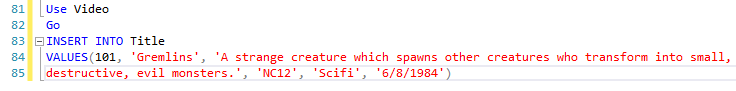 81 Use Video
82 Go
83 INSERT INTO Title
84 VALUES(101, 'Gremlins', 'A strange creature which spawns other creatures who transform into small,
85 destructive, evil monsters.', 'NC12', 'Scifi', '6/8/1984')